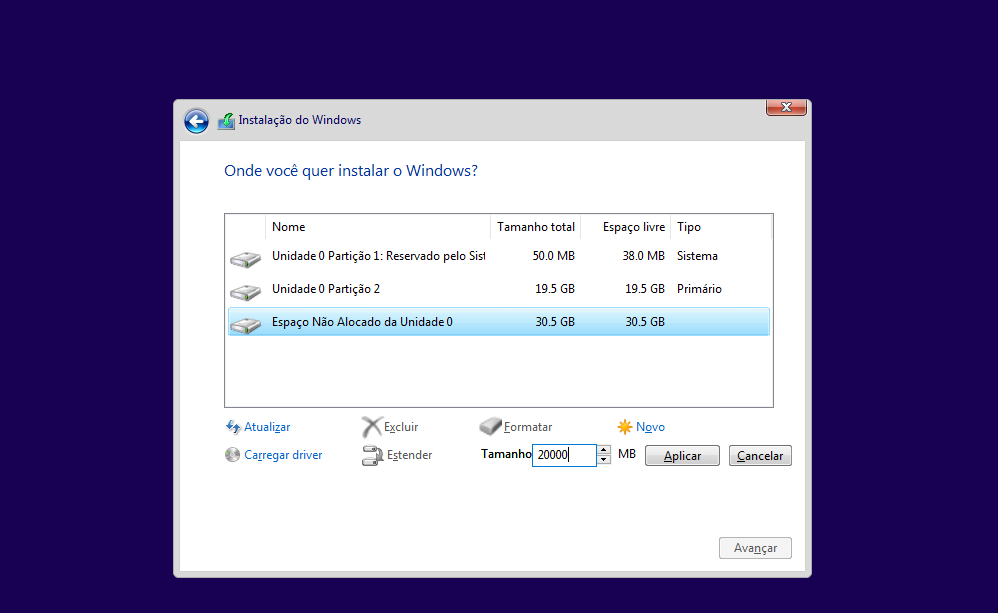 Instalação do Windows
Onde você quer instalar o Windows?
Nome Tamanho total Espaço livre Tipo
Unidade 0 Partição 1: Reservado pelo Sist 50.0 MB 38.0 MB Sistema
Unidade 0 Partição 2 19.5 GB 19.5 GB Primário
Espaço Não Alocado da Unidade 0 30.5 GB 30.5 GB
Atualizar Excluir Formatar Novo
Carregar driver Estender Tamanho 20000 MB Aplicar Cancelar
Avançar